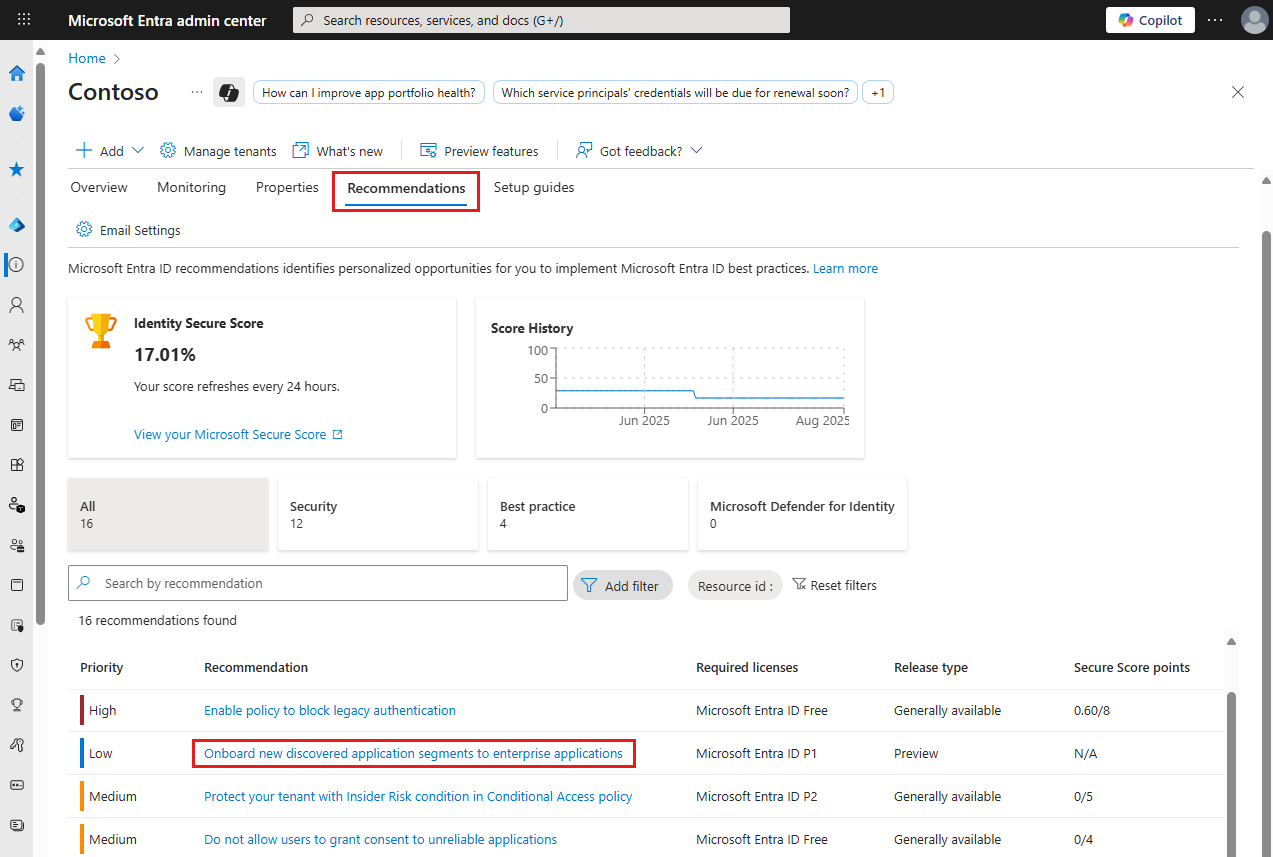 Microsoft Entra admin center
Search resources, services, and docs (G+/)
Copilot
Home
Contoso
How can I improve app portfolio health?
Which service principals' credentials will be due for renewal soon?
+1
Add
Manage tenants
What's new
Preview features
Got feedback?
Overview
Monitoring
Properties
Recommendations
Setup guides
Email Settings
Microsoft Entra ID recommendations identifies personalized opportunities for you to implement Microsoft Entra ID best practices. Learn more
Identity Secure Score
17.01%
Your score refreshes every 24 hours.
View your Microsoft Secure Score
Score History
100
50
0
Jun 2025
Jun 2025
Aug 2025
All
16
Security
12
Best practice
4
Microsoft Defender for Identity
0
Search by recommendation
Add filter
Resource id :
Reset filters
16 recommendations found
Priority Recommendation Required licenses Release type Secure Score points
High Enable policy to block legacy authentication Microsoft Entra ID Free Generally available 0.60/8
Low Onboard new discovered application segments to enterprise applications Microsoft Entra ID P1 Preview N/A
Medium Protect your tenant with Insider Risk condition in Conditional Access policy Microsoft Entra ID P2 Generally available 0/5
Medium Do not allow users to grant consent to unreliable applications Microsoft Entra ID Free Generally available 0/4